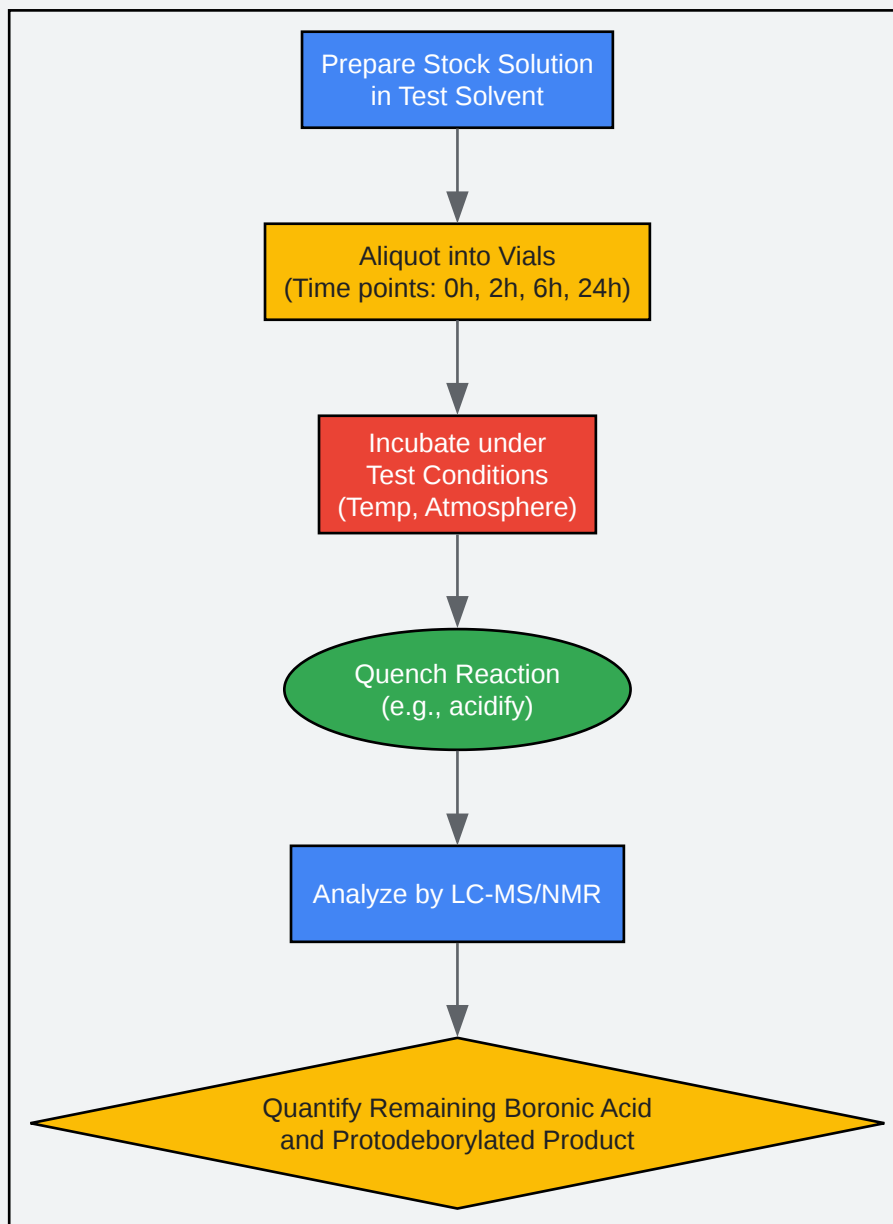 Prepare Stock Solution
in Test Solvent
Aliquot into Vials
(Time points: 0h, 2h, 6h, 24h)
Incubate under
Test Conditions
(Temp, Atmosphere)
Quench Reaction
(e.g., acidify)
Analyze by LC-MS/NMR
Quantify Remaining Boronic Acid
and Protodeborylated Product